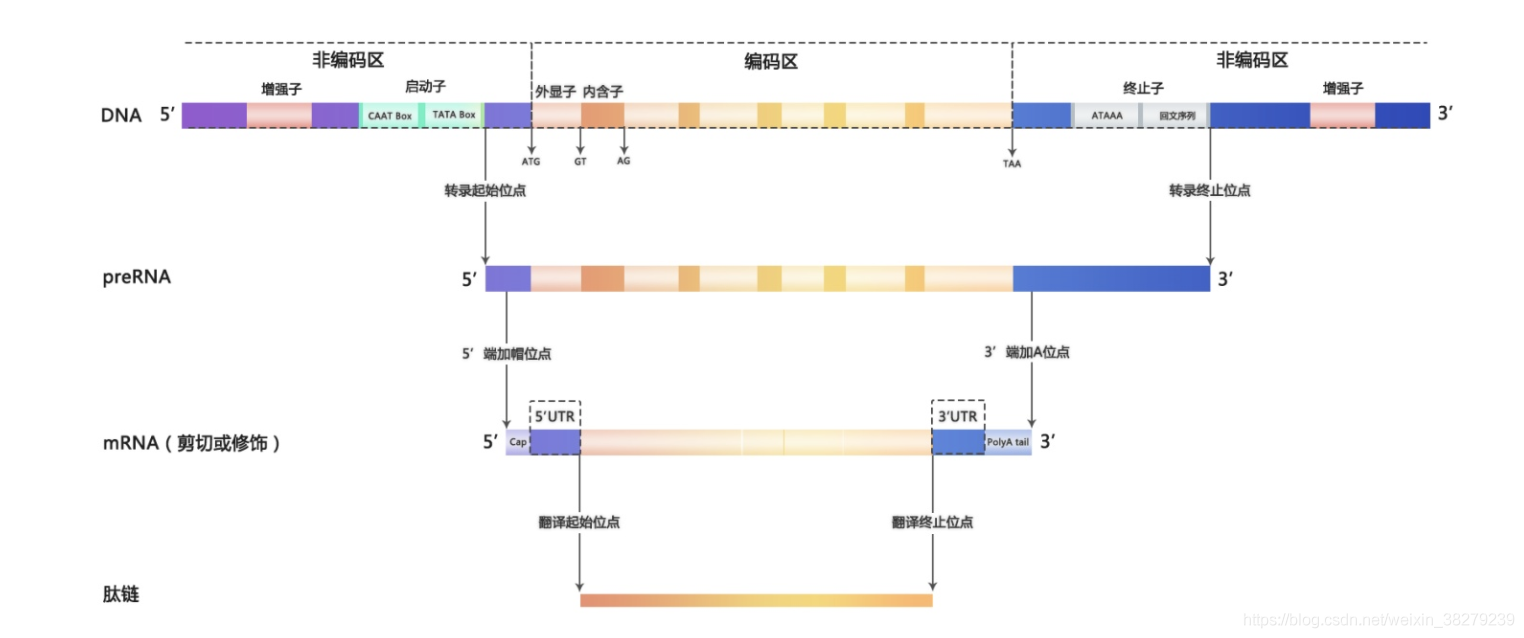 非编码区 编码区 非编码区
增强子 启动子 外显子 内含子 终止子 增强子
DNA 5′ CAAT Box TATA Box ATAAA 回文序列 3′
ATG GT AG TAA
转录起始位点 转录终止位点
preRNA 5′ 3′
5′ 端加帽位点 3′ 端加A位点
5′UTR 3′UTR
mRNA（剪切或修饰） 5′ Cap PolyA tail 3′
翻译起始位点 翻译终止位点
肽链
https://blog.csdn.net/weixin_38279239